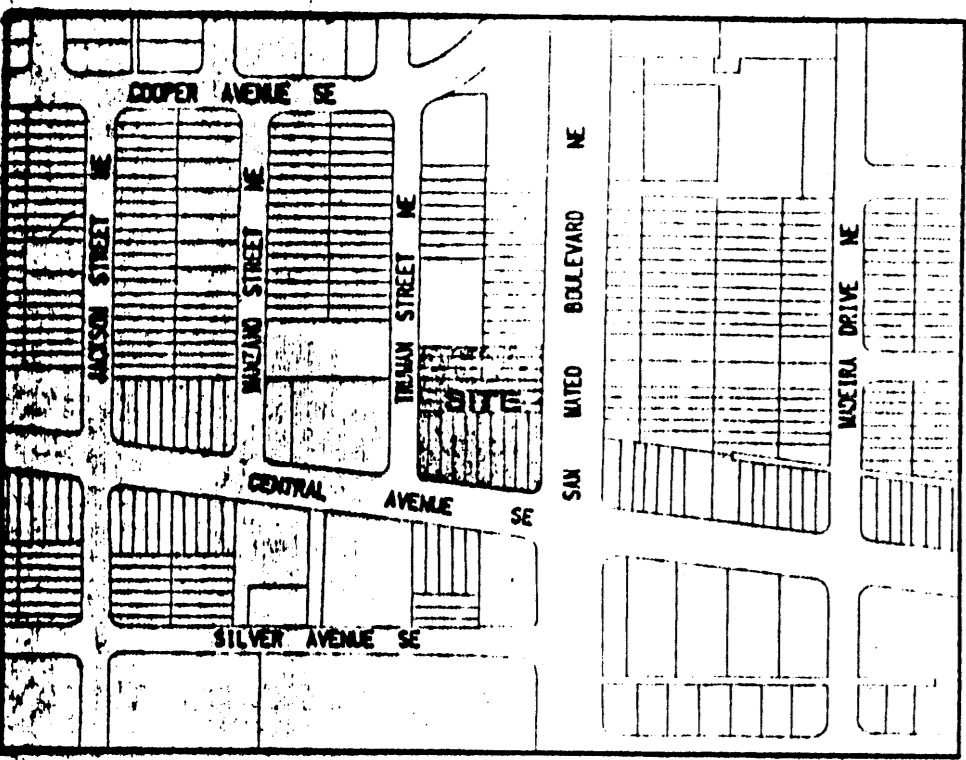 COOPER AVENUE SE
JACKSON STREET NE
MANZANO STREET NE
TRUMAN STREET NE
SAN MATEO BOULEVARD NE
MADEIRA DRIVE NE
SITE
CENTRAL AVENUE SE
SILVER AVENUE SE